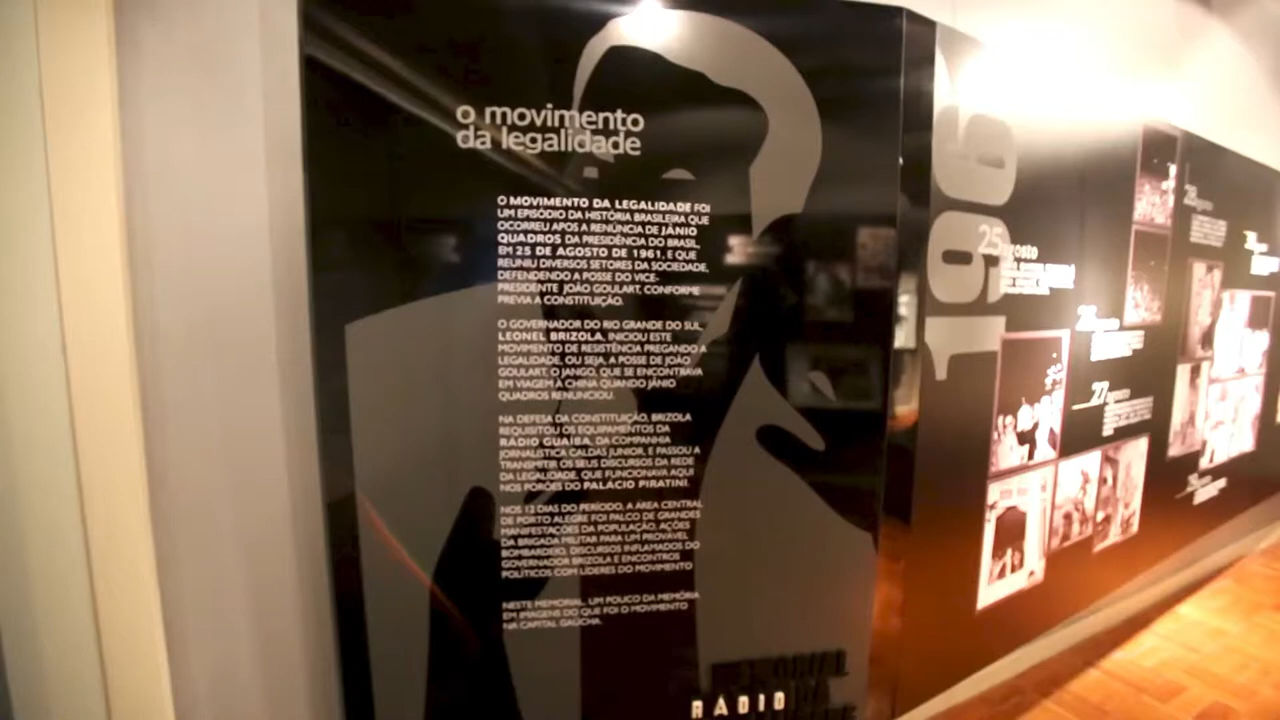 o movimento
da legalidade
O MOVIMENTO DA LEGALIDADE FOI
UM EPISÓDIO DA HISTÓRIA BRASILEIRA QUE
OCORREU APOS A RENÚNCIA DE JÂNIO
QUADROS DA PRESIDÊNCIA DO BRASIL,
EM 25 DE AGOSTO DE 1961, E QUE
REUNIU DIVERSOS SETORES DA SOCIEDADE,
DEFENDENDO A POSSE DO VICE-
PRESIDENTE JOÃO GOULART, CONFORME
PREVIA A CONSTITUIÇÃO.
O GOVERNADOR DO RIO GRANDE DO SUL,
LEONEL BRIZOLA, INICIOU ESTE
MOVIMENTO DE RESISTÊNCIA PREGANDO A
LEGALIDADE, OU SEJA, A POSSE DE JOÃO
GOULART, O JANGO, QUE SE ENCONTRAVA
EM VIAGEM À CHINA QUANDO JÂNIO
QUADROS RENUNCIOU.
NA DEFESA DA CONSTITUIÇÃO, BRIZOLA
REQUISITOU OS EQUIPAMENTOS DA
RÁDIO GUAÍBA, DA COMPANHIA
JORNALISTICA CALDAS JUNIOR, E PASSOU A
TRANSMITIR OS SEUS DISCURSOS DA REDE
DA LEGALIDADE, QUE FUNCIONAVA AQUI
NOS PORÕES DO PALACIO PIRATINI.
NOS 12 DIAS DO PERÍODO, A AREA CENTRAL
DE PORTO ALEGRE FOI PALCO DE GRANDES
MANIFESTAÇÕES DA POPULAÇÃO, AÇÕES
DA BRIGADA MILITAR PARA UM PROVÁVEL
BOMBARDEIO, DISCURSOS INFLAMADOS DO
GOVERNADOR BRIZOLA E ENCONTROS
POLÍTICOS COM LÍDERES DO MOVIMENTO
NESTE MEMORIAL, UM POUCO DA MEMÓRIA
EM IMAGENS DO QUE FOI O MOVIMENTO
NA CAPITAL GAÚCHA.
RÁDIO
196
25 agosto
27 agosto